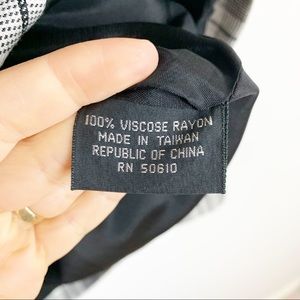 100% VISCOSE RAYON
MADE IN TAIWAN
REPUBLIC OF CHINA
RN 50610